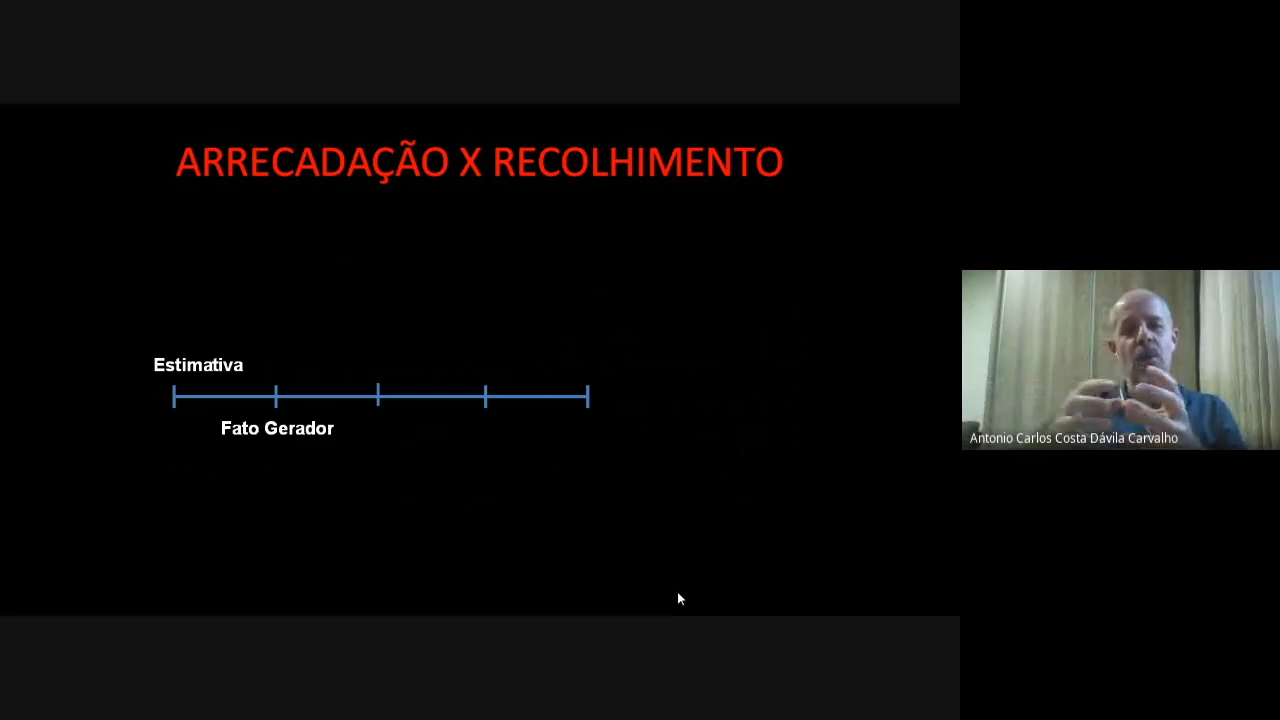 ARRECADAÇÃO X RECOLHIMENTO
Estimativa
Fato Gerador
Antonio Carlos Costa Dávila Carvalho